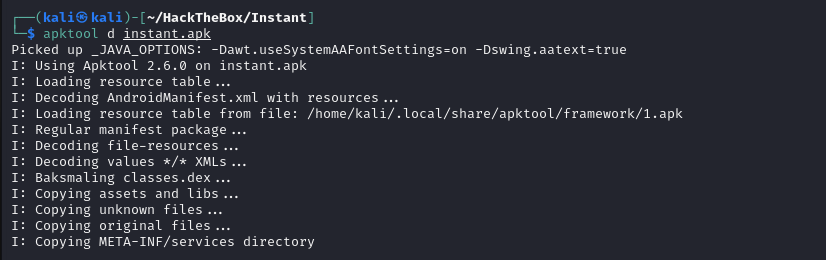 ┌──(kali㉿kali)-[~/HackTheBox/Instant]
└─$ apktool d instant.apk
Picked up _JAVA_OPTIONS: -Dawt.useSystemAAFontSettings=on -Dswing.aatext=true
I: Using Apktool 2.6.0 on instant.apk
I: Loading resource table...
I: Decoding AndroidManifest.xml with resources...
I: Loading resource table from file: /home/kali/.local/share/apktool/framework/1.apk
I: Regular manifest package...
I: Decoding file-resources...
I: Decoding values */* XMLs...
I: Baksmaling classes.dex...
I: Copying assets and libs...
I: Copying unknown files...
I: Copying original files...
I: Copying META-INF/services directory